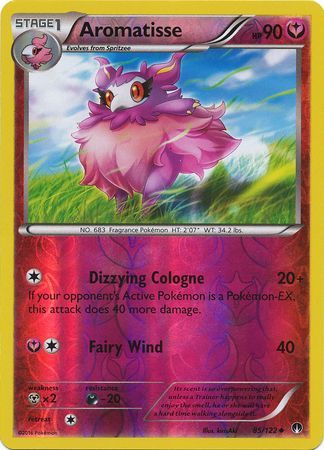 STAGE1
Aromatisse
HP 90
Evolves from Spritzee
NO. 683 Fragrance Pokémon HT: 2'07" WT: 34.2 lbs.
Dizzying Cologne 20+
If your opponent's Active Pokémon is a Pokémon-EX,
this attack does 40 more damage.
Fairy Wind 40
weakness
resistance
×2
-20
retreat
Its scent is so overpowering that,
unless a Trainer happens to really
enjoy the smell, he or she will have
a hard time walking alongside it.
©2016 Pokémon
Illus. kirisAki
85/122